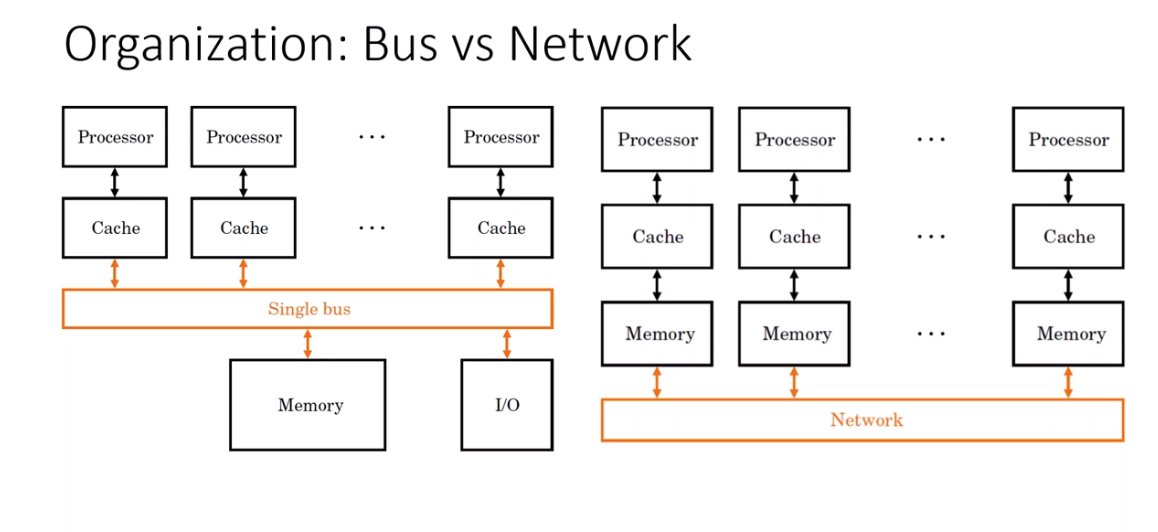 Organization: Bus vs Network
Processor Processor ... Processor
Cache Cache ... Cache
Single bus
Memory I/O
Processor Processor ... Processor
Cache Cache ... Cache
Memory Memory ... Memory
Network